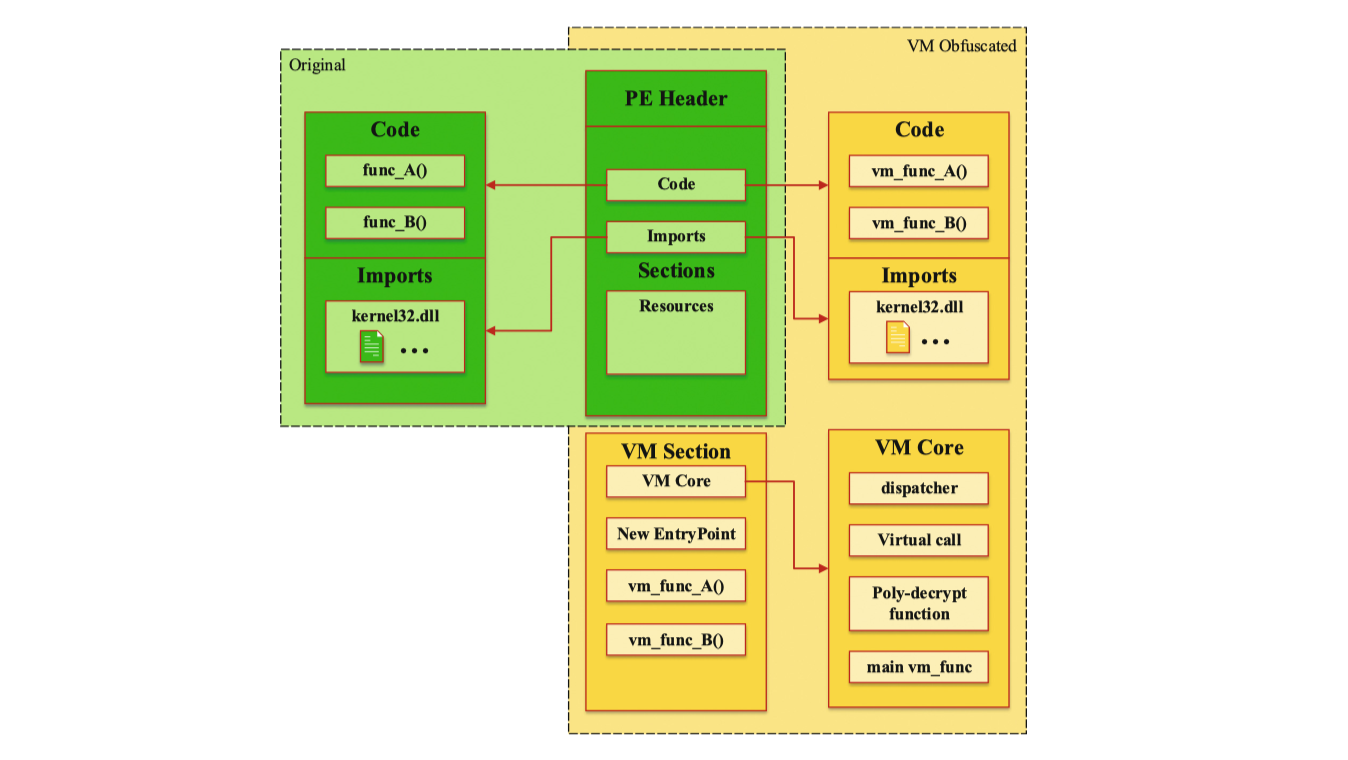 VM Obfuscated
Original
PE Header
Code
func_A()
func_B()
Imports
kernel32.dll
...
Code
Imports
Sections
Resources
Code
vm_func_A()
vm_func_B()
Imports
kernel32.dll
...
VM Section
VM Core
New EntryPoint
vm_func_A()
vm_func_B()
VM Core
dispatcher
Virtual call
Poly-decrypt
function
main vm_func